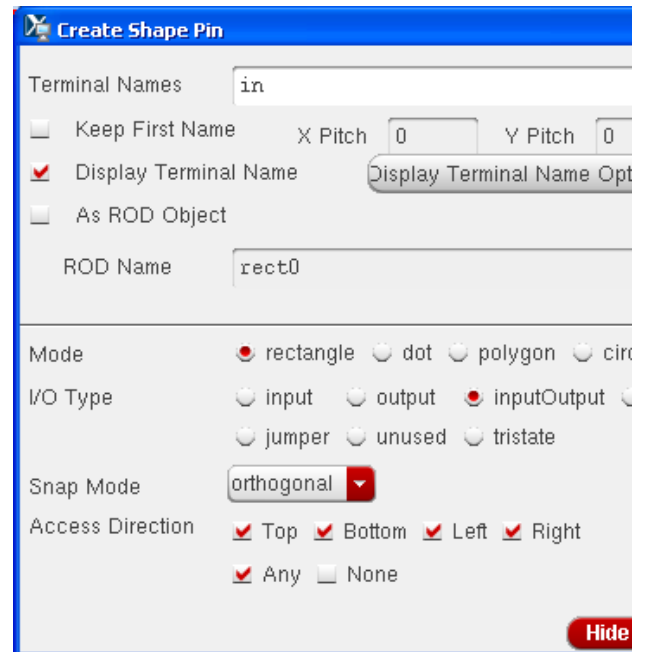 Create Shape Pin
Terminal Names in
Keep First Name X Pitch 0 Y Pitch 0
Display Terminal Name Display Terminal Name Opt
As ROD Object
ROD Name rect0
Mode rectangle dot polygon circ
I/O Type input output inputOutput
jumper unused tristate
Snap Mode orthogonal
Access Direction Top Bottom Left Right
Any None
Hide